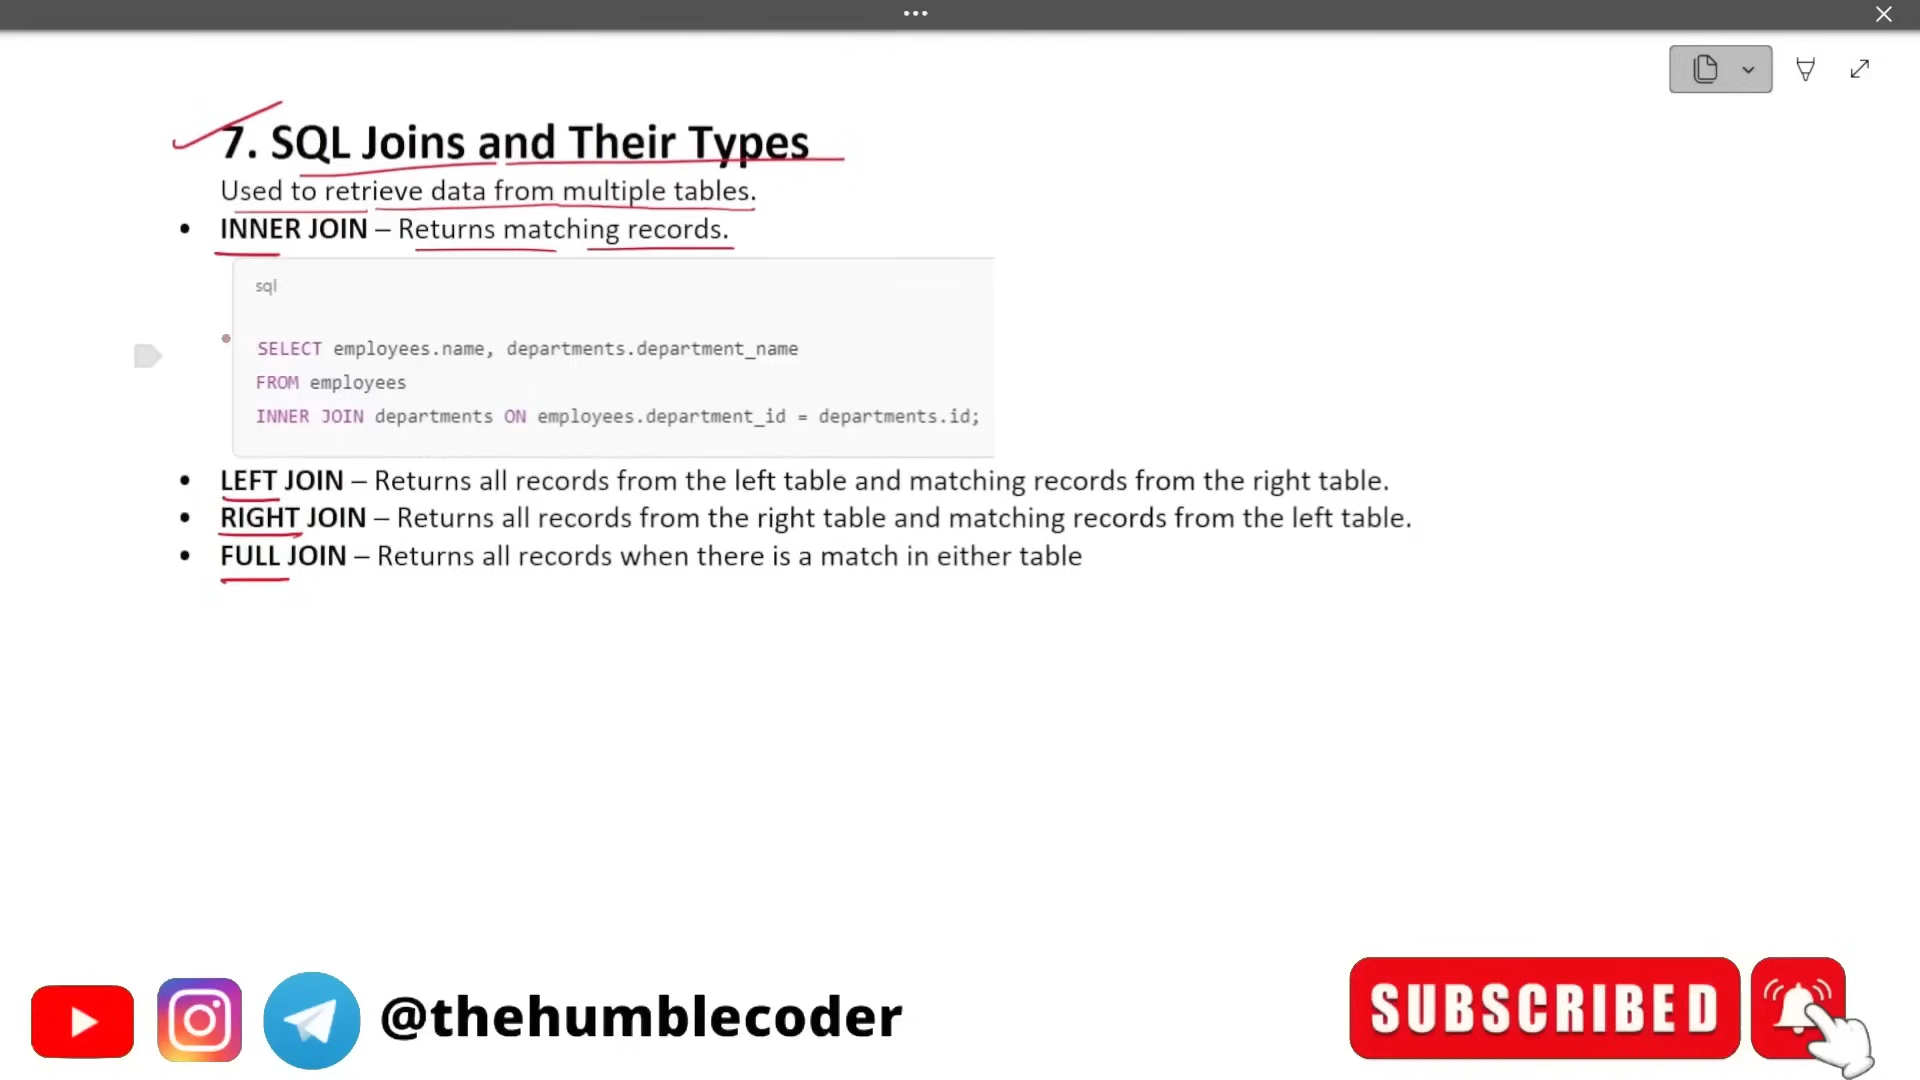 7. SQL Joins and Their Types
Used to retrieve data from multiple tables.
• INNER JOIN – Returns matching records.
sql
SELECT employees.name, departments.department_name
FROM employees
INNER JOIN departments ON employees.department_id = departments.id;
• LEFT JOIN – Returns all records from the left table and matching records from the right table.
• RIGHT JOIN – Returns all records from the right table and matching records from the left table.
• FULL JOIN – Returns all records when there is a match in either table
@thehumblecoder
SUBSCRIBED